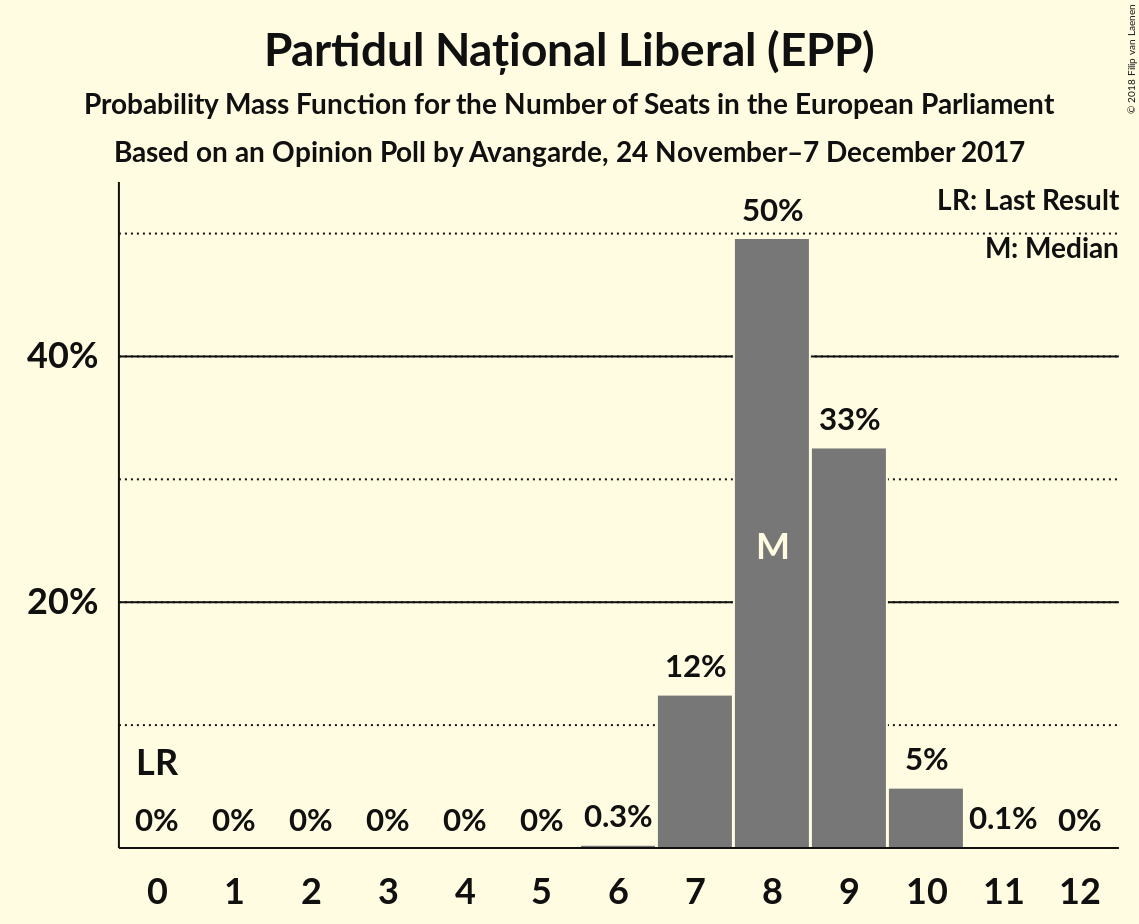 Partidul Național Liberal (EPP)
Probability Mass Function for the Number of Seats in the European Parliament
Based on an Opinion Poll by Avangarde, 24 November–7 December 2017
© 2018 Filip van Laenen
LR: Last Result
M: Median
50%
40%
33%
M
20%
12%
LR
5%
0% 0% 0% 0% 0% 0% 0.3% 0.1% 0%
0 1 2 3 4 5 6 7 8 9 10 11 12